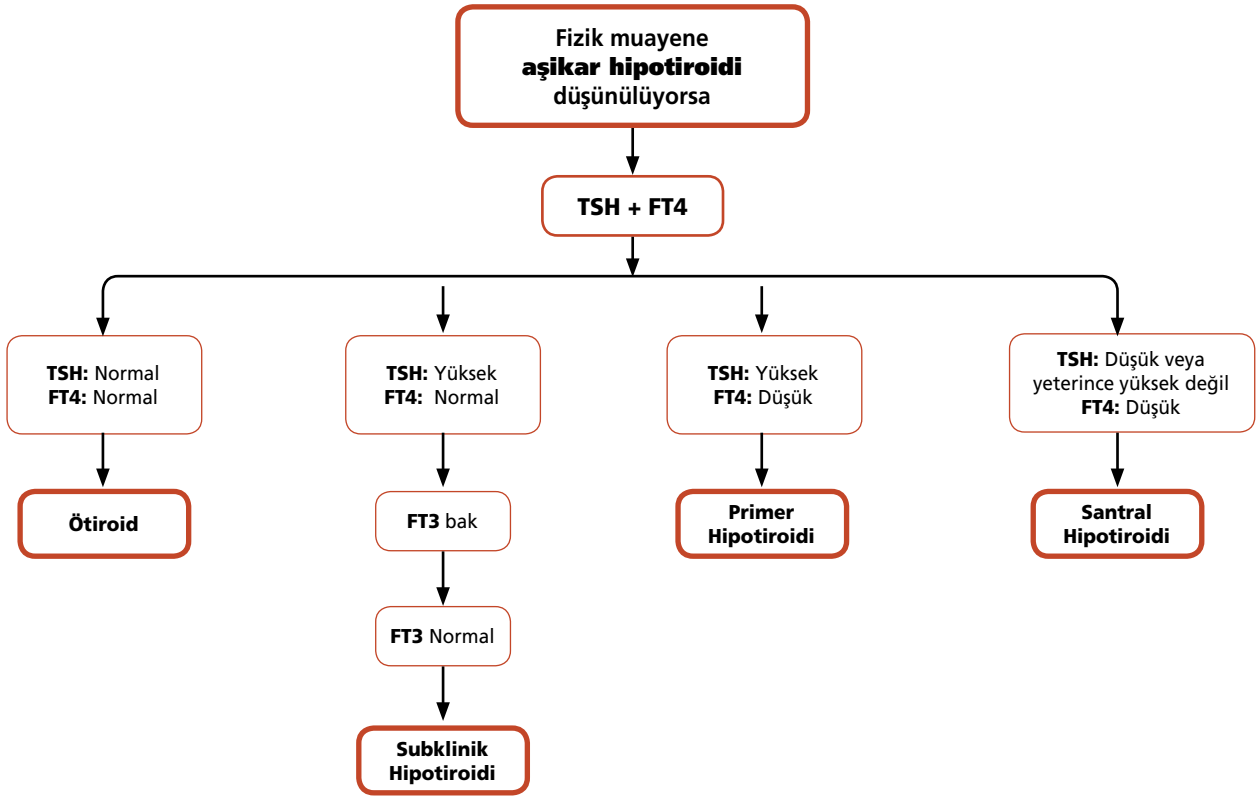 Fizik muayene
aşikar hipotiroidi
düşünülüyorsa
TSH + FT4
TSH: Normal
FT4: Normal
TSH: Yüksek
FT4: Normal
TSH: Yüksek
FT4: Düşük
TSH: Düşük veya
yeterince yüksek değil
FT4: Düşük
Ötiroid
FT3 bak
Primer
Hipotiroidi
Santral
Hipotiroidi
FT3 Normal
Subklinik
Hipotiroidi